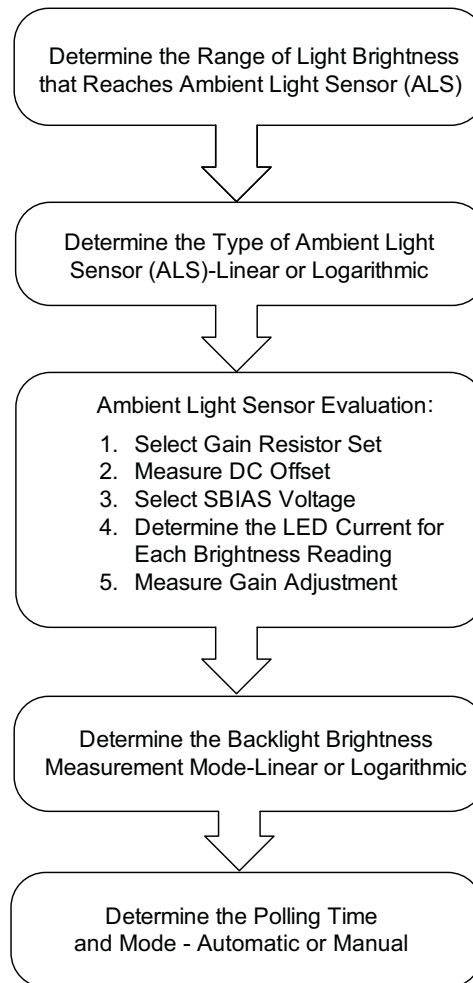 Determine the Range of Light Brightness
that Reaches Ambient Light Sensor (ALS)
Determine the Type of Ambient Light
Sensor (ALS)-Linear or Logarithmic
Ambient Light Sensor Evaluation:
1. Select Gain Resistor Set
2. Measure DC Offset
3. Select SBIAS Voltage
4. Determine the LED Current for
Each Brightness Reading
5. Measure Gain Adjustment
Determine the Backlight Brightness
Measurement Mode-Linear or Logarithmic
Determine the Polling Time
and Mode - Automatic or Manual